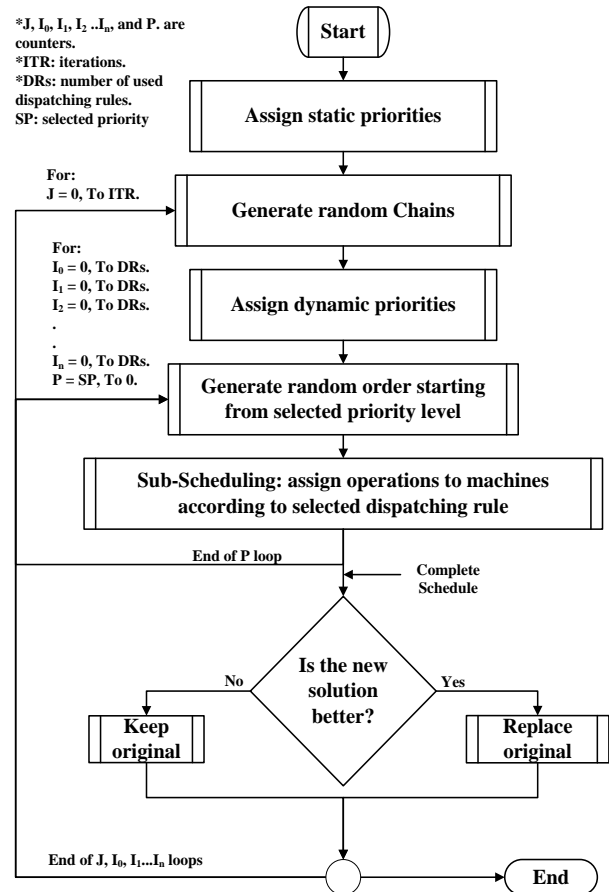 *J, I₀, I₁, I₂ ..Iₙ, and P. are
counters.
*ITR: iterations.
*DRs: number of used
dispatching rules.
SP: selected priority
Start
Assign static priorities
For:
J = 0, To ITR.
Generate random Chains
For:
I₀ = 0, To DRs.
I₁ = 0, To DRs.
I₂ = 0, To DRs.
.
.
Iₙ = 0, To DRs.
P = SP, To 0.
Assign dynamic priorities
Generate random order starting
from selected priority level
Sub-Scheduling: assign operations to machines
according to selected dispatching rule
End of P loop
Complete
Schedule
Is the new
solution
better?
No
Yes
Keep
original
Replace
original
End of J, I₀, I₁...Iₙ loops
End